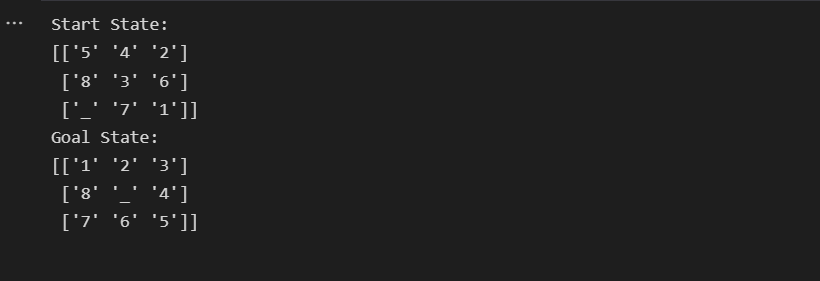 ...
Start State:
[['5' '4' '2']
['8' '3' '6']
['_' '7' '1']]
Goal State:
[['1' '2' '3']
['8' '_' '4']
['7' '6' '5']]